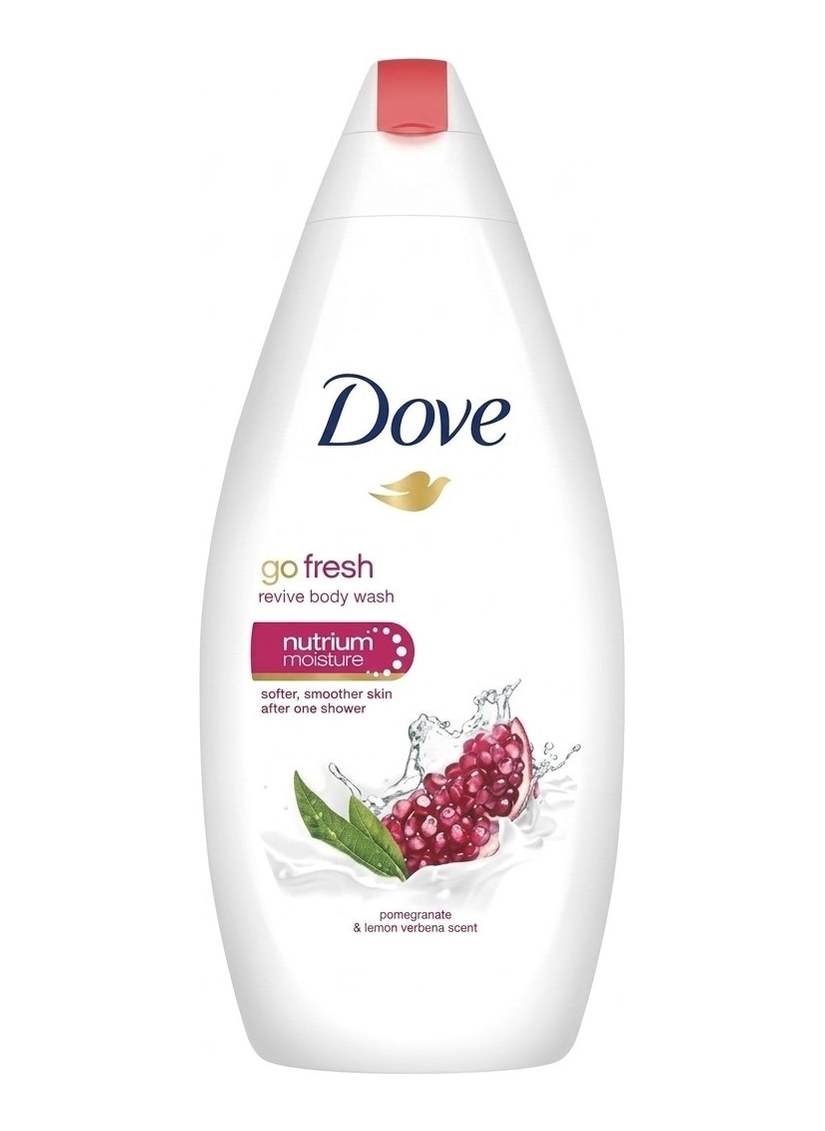 Dove
go fresh
revive body wash
nutrium
moisture
softer, smoother skin
after one shower
pomegranate
& lemon verbena scent